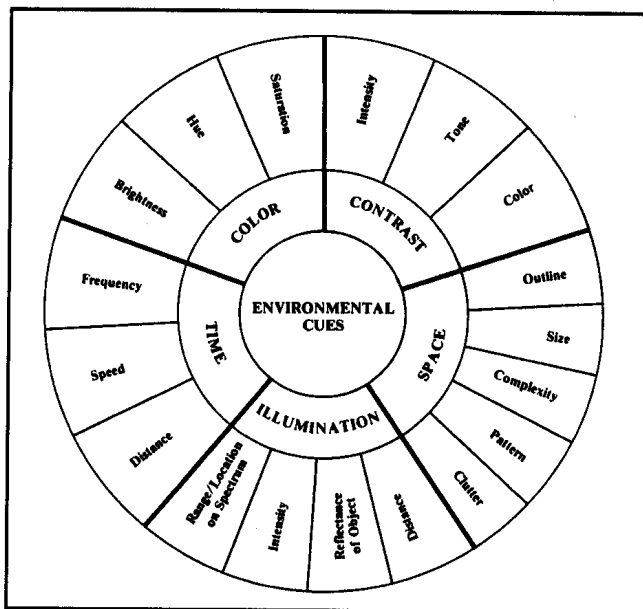 ENVIRONMENTAL
CUES
CONTRAST
Intensity
Tone
Color
SPACE
Outline
Size
Complexity
Pattern
Clutter
ILLUMINATION
Distance
Reflectance
of Object
Intensity
Range/Location
on Spectrum
TIME
Distance
Speed
Frequency
COLOR
Brightness
Hue
Saturation